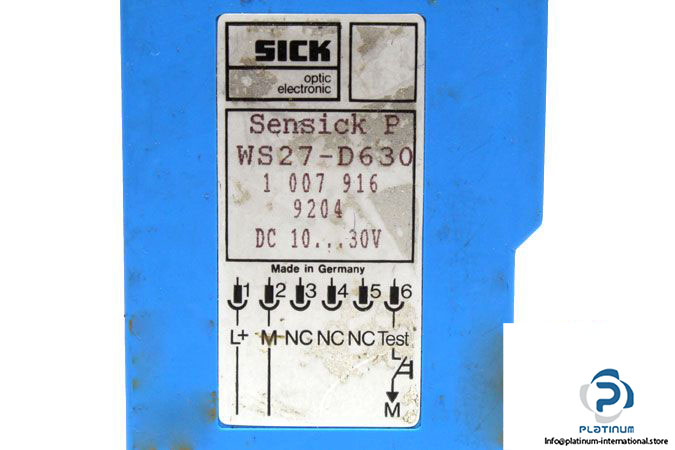 SICK
optic
electronic
Sensick P
WS27-D630
1 007 916
9204
DC 10...30V
Made in Germany
1 2 3 4 5 6
L+ M NC NC NC Test
M
PLATINUM
info@platinum-international.store